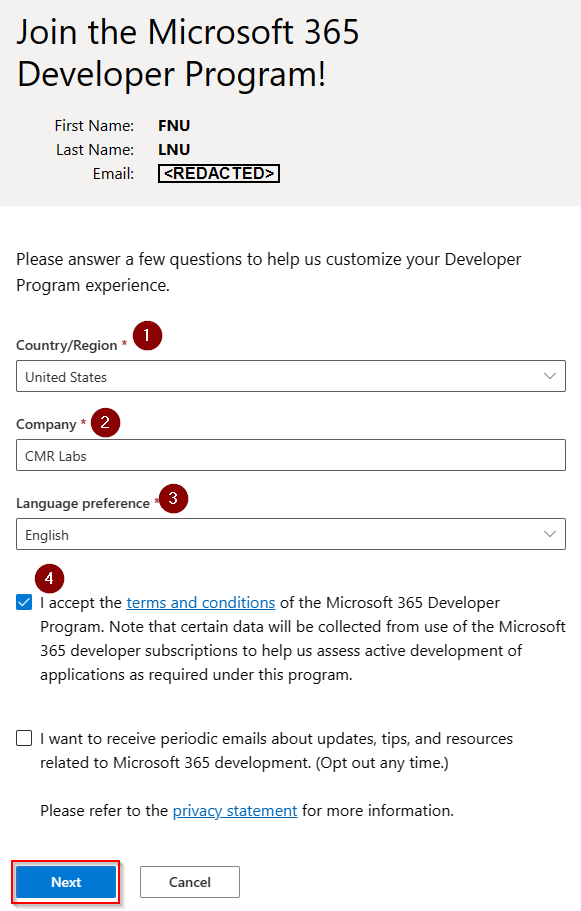 Join the Microsoft 365
Developer Program!
First Name: FNU
Last Name: LNU
Email: <REDACTED>
Please answer a few questions to help us customize your Developer
Program experience.
Country/Region * 1
United States
Company * 2
CMR Labs
Language preference * 3
English
4
I accept the terms and conditions of the Microsoft 365 Developer
Program. Note that certain data will be collected from use of the Microsoft
365 developer subscriptions to help us assess active development of
applications as required under this program.
I want to receive periodic emails about updates, tips, and resources
related to Microsoft 365 development. (Opt out any time.)
Please refer to the privacy statement for more information.
Next Cancel